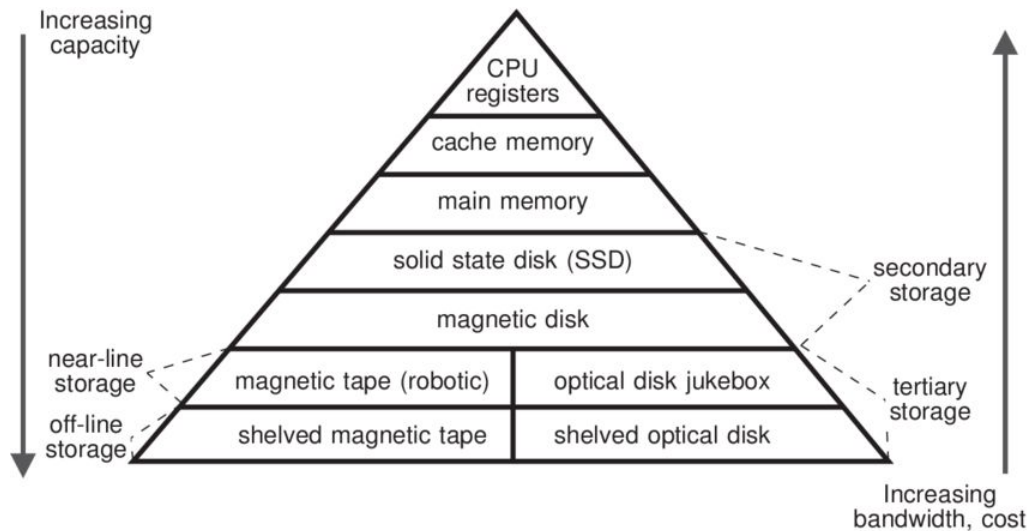 Increasing
capacity
CPU
registers
cache memory
main memory
solid state disk (SSD)
secondary
storage
magnetic disk
near-line
storage
magnetic tape (robotic)
optical disk jukebox
tertiary
storage
off-line
storage
shelved magnetic tape
shelved optical disk
Increasing
bandwidth, cost